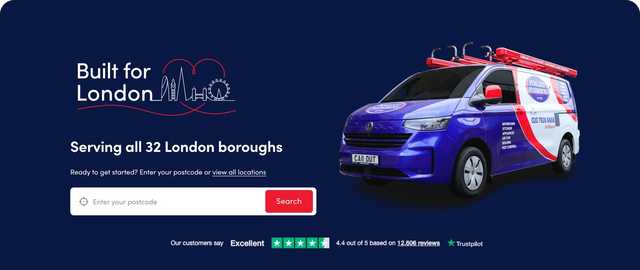 Built for
London
Serving all 32 London boroughs
Ready to get started? Enter your postcode or view all locations
Enter your postcode
Search
CA11 OUT
Our customers say Excellent 4.4 out of 5 based on 12,806 reviews Trustpilot